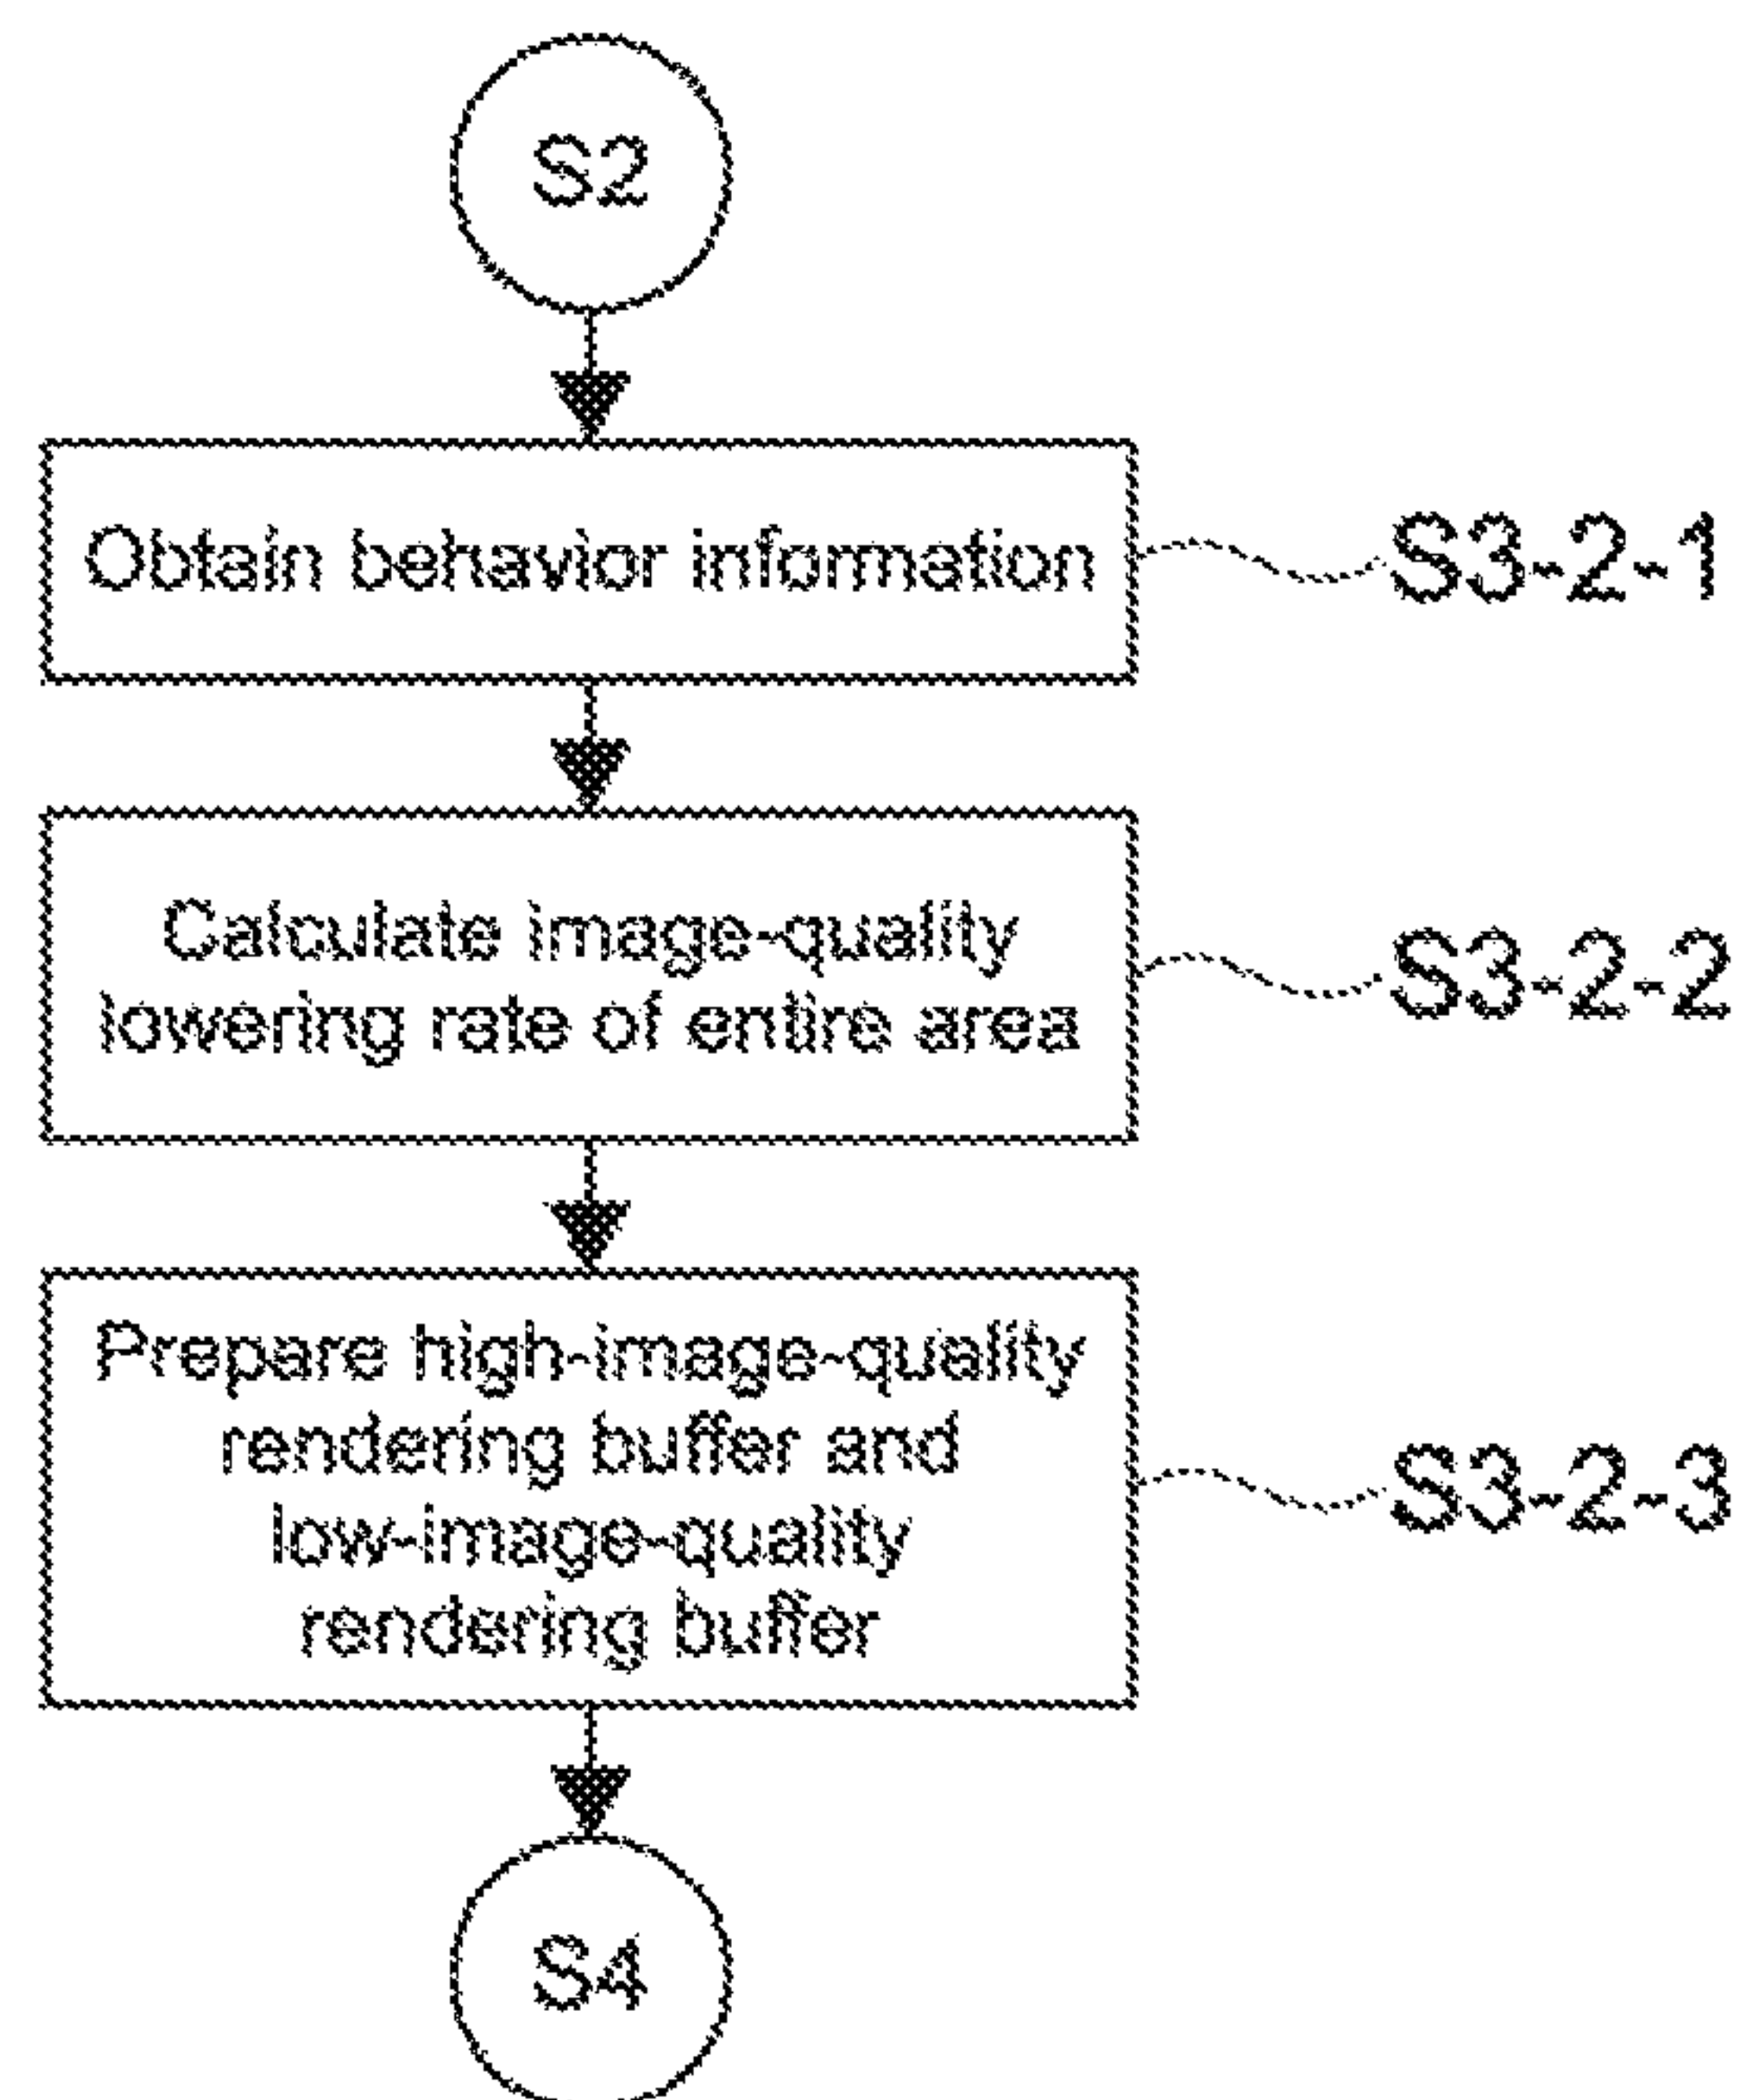 S2
Obtain behavior information
S3-2-1
Calculate image-quality
lowering rate of entire area
S3-2-2
Prepare high-image-quality
rendering buffer and
low-image-quality
rendering buffer
S3-2-3
S4